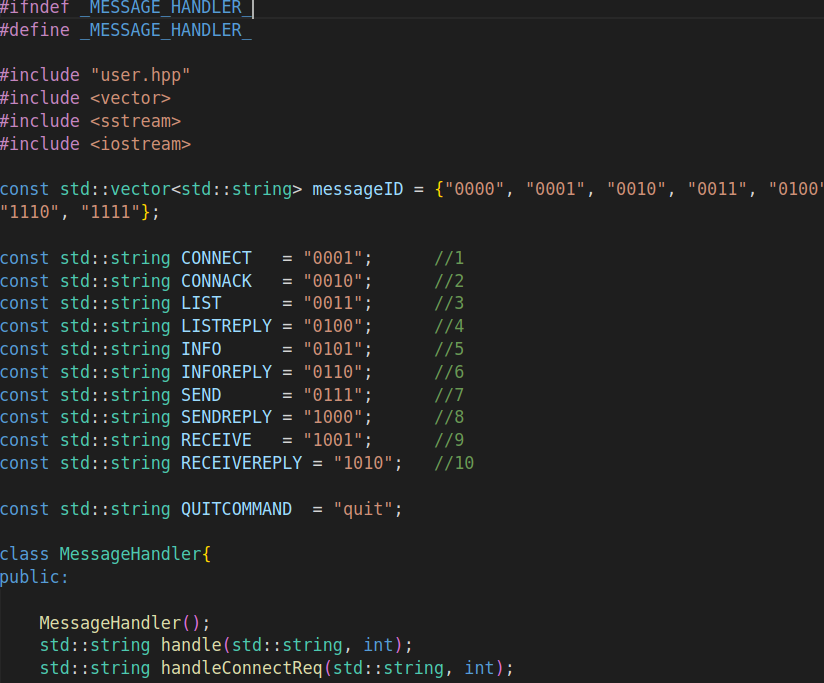 #ifndef _MESSAGE_HANDLER_
#define _MESSAGE_HANDLER_
#include "user.hpp"
#include <vector>
#include <sstream>
#include <iostream>
const std::vector<std::string> messageID = {"0000", "0001", "0010", "0011", "0100"
"1110", "1111"};
const std::string CONNECT   = "0001";      //1
const std::string CONNACK   = "0010";      //2
const std::string LIST      = "0011";      //3
const std::string LISTREPLY = "0100";      //4
const std::string INFO      = "0101";      //5
const std::string INFOREPLY = "0110";      //6
const std::string SEND      = "0111";      //7
const std::string SENDREPLY = "1000";      //8
const std::string RECEIVE   = "1001";      //9
const std::string RECEIVEREPLY = "1010";   //10
const std::string QUITCOMMAND  = "quit";
class MessageHandler{
public:
    MessageHandler();
    std::string handle(std::string, int);
    std::string handleConnectReq(std::string, int);